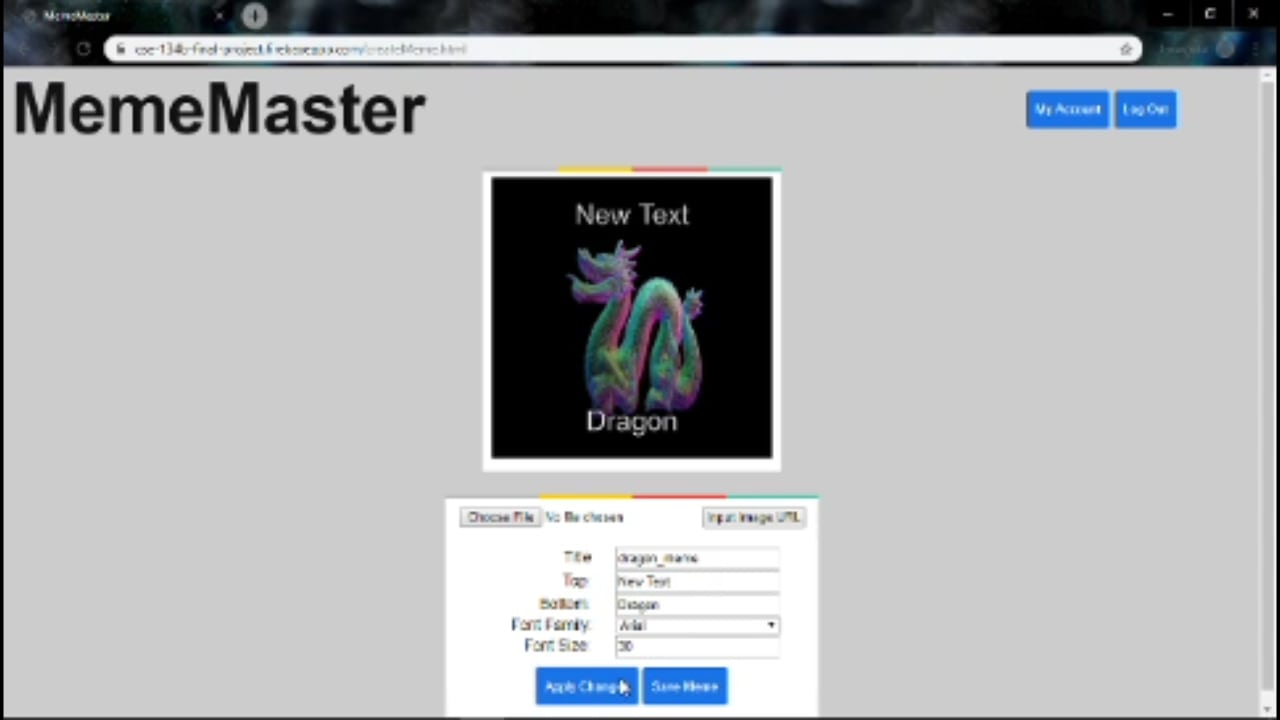 MemeMaster
cse-134b-final-project.firebaseapp.com/createMeme.html
MemeMaster
My Account
Log Out
New Text
Dragon
Choose File No file chosen
Input Image URL
Title dragon_meme
Top: New Text
Bottom: Dragon
Font Family: Arial
Font Size: 30
Apply Chang
Save Meme